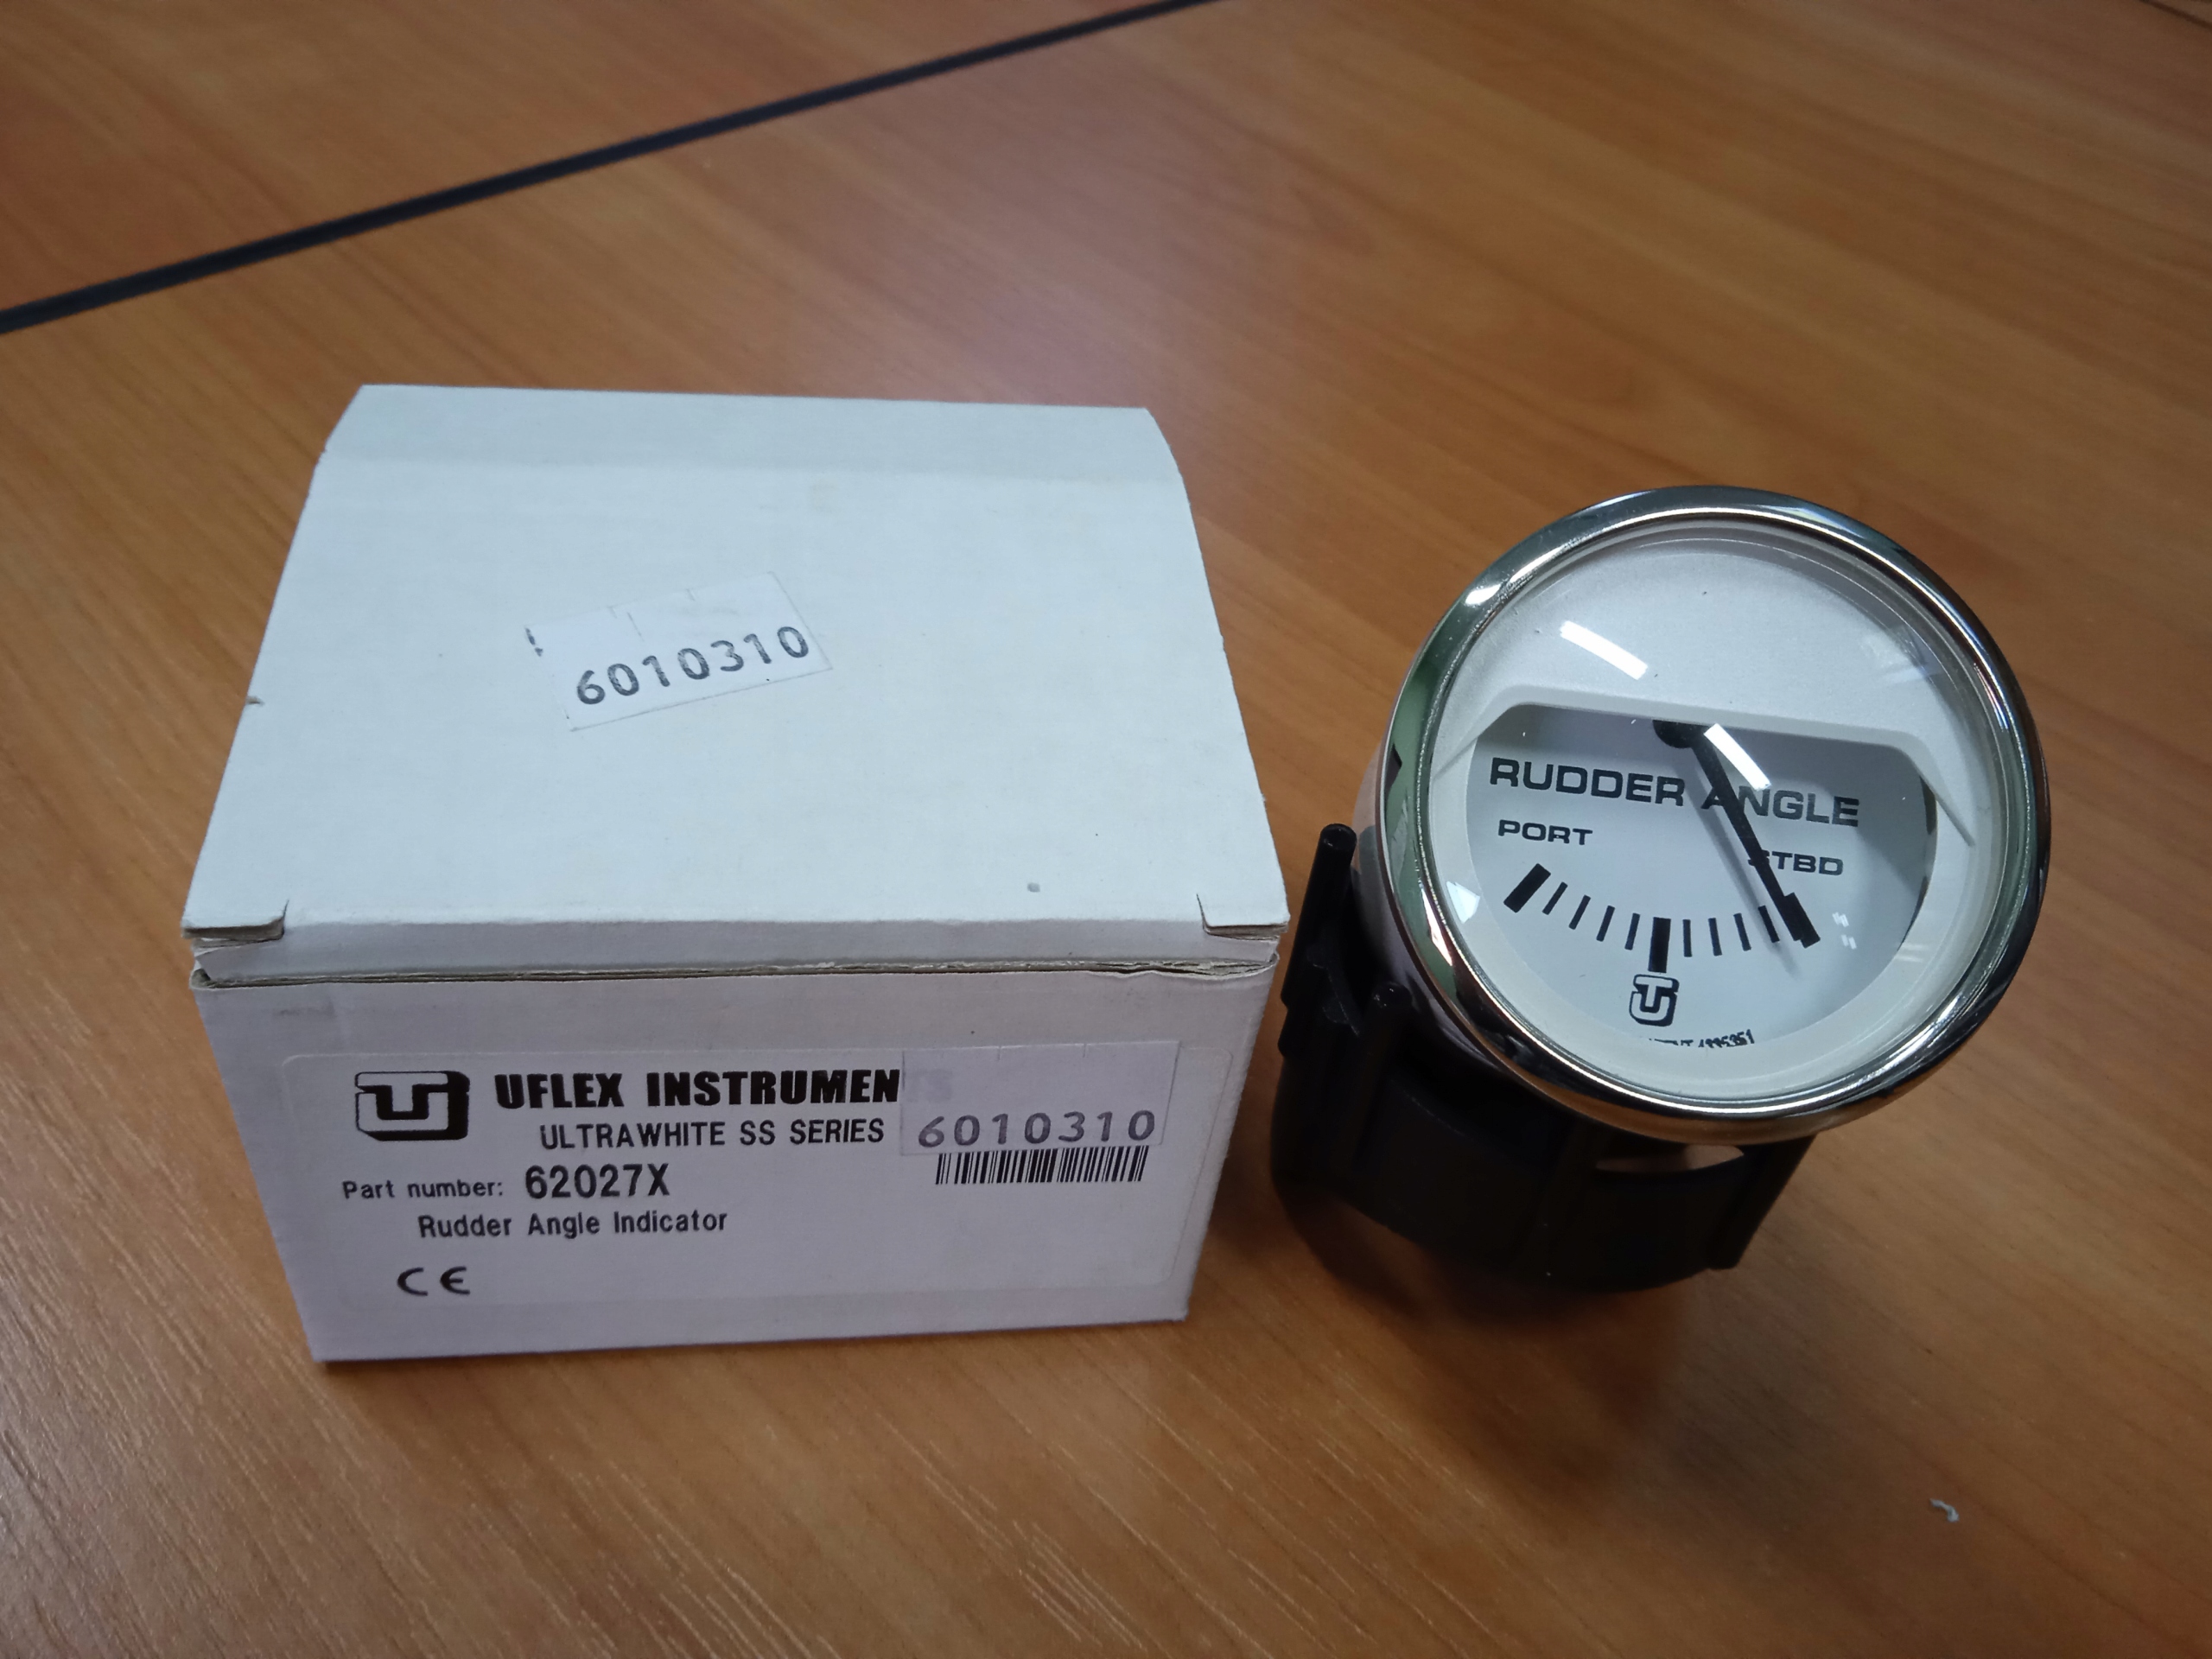 6010310
UFLEX INSTRUMEN
ULTRAWHITE SS SERIES
6010310
Part number: 62027X
Rudder Angle Indicator
CE
RUDDER ANGLE
PORT
STBD